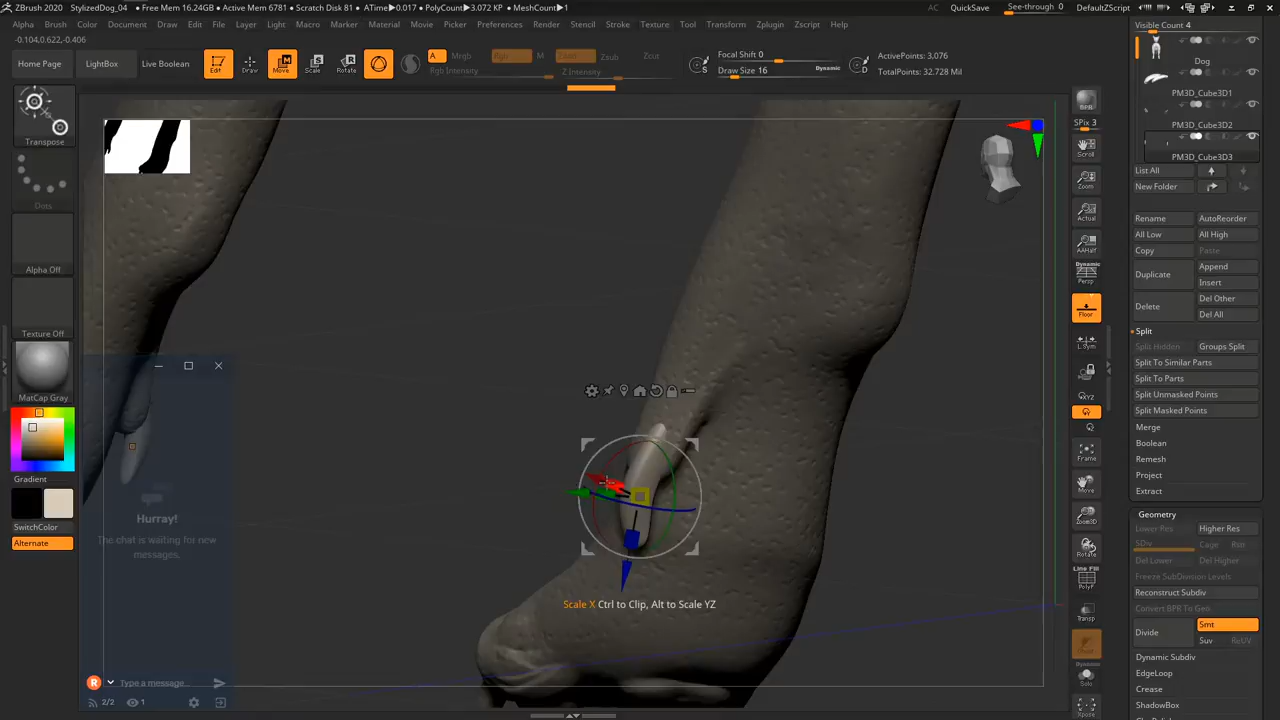 ZBrush 2020 StylizedDog_04 • Free Mem 16.24GB • Active Mem 6781 • Scratch Disk 81 • ATime▶0.017 • PolyCount▶3.072 KP • MeshCount▶1
AC QuickSave See-through 0 DefaultZScript
Alpha Brush Color Document Draw Edit File Layer Light Macro Marker Material Movie Picker Preferences Render Stencil Stroke Texture Tool Transform Zplugin Zscript Help
-0.104,0.622,-0.406
Home Page
LightBox
Live Boolean
Edit
Draw
Move
Scale
Rotate
A
Mrgb
Rgb
M
Rgb Intensity
Zadd
Zsub
Zcut
Z Intensity
Focal Shift 0
Draw Size 16
Dynamic
S
D
ActivePoints: 3,076
TotalPoints: 32.728 Mil
Transpose
Dots
Alpha Off
Texture Off
MatCap Gray
Gradient
SwitchColor
Alternate
Hurray!
The chat is waiting for new
messages.
R
Type a message...
2/2
1
Scale X Ctrl to Clip, Alt to Scale YZ
BPR
SPix 3
Scroll
Zoom
Actual
AAHalf
Dynamic
Persp
Floor
L.Sym
XYZ
Frame
Move
Zoom3D
Rotate
Line Fill
PolyF
Transp
Dynamic
Solo
Xpose
Visible Count 4
Dog
PM3D_Cube3D1
PM3D_Cube3D2
PM3D_Cube3D3
List All
New Folder
Rename AutoReorder
All Low All High
Copy Paste
Duplicate
Append
Insert
Delete
Del Other
Del All
Split
Split Hidden Groups Split
Split To Similar Parts
Split To Parts
Split Unmasked Points
Split Masked Points
Merge
Boolean
Remesh
Project
Extract
Geometry
Lower Res Higher Res
SDiv Cage Rstr
Del Lower Del Higher
Freeze SubDivision Levels
Reconstruct Subdiv
Convert BPR To Geo
Divide
Smt
Suv ReUV
Dynamic Subdiv
EdgeLoop
Crease
ShadowBox